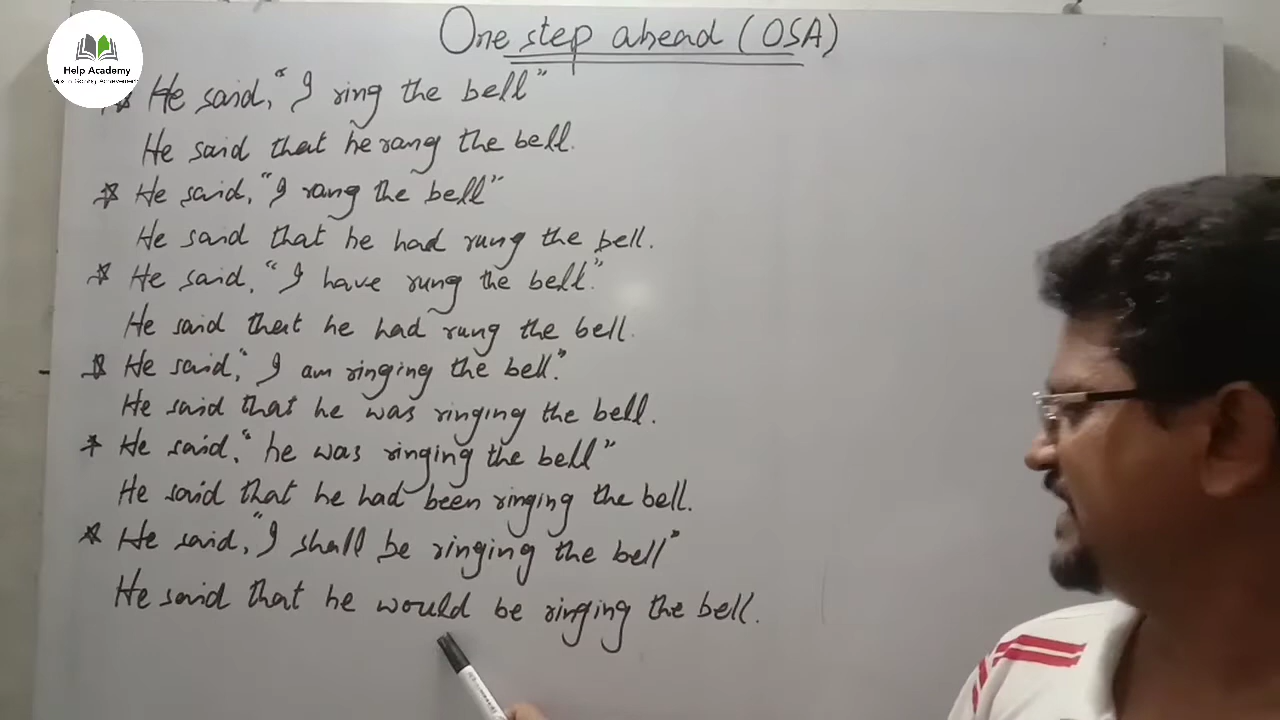 One step ahead (OSA)
Help Academy
☆ He said, "I ring the bell"
He said that he rang the bell.
☆ He said, "I rang the bell"
He said that he had rung the bell.
☆ He said, "I have rung the bell."
He said that he had rung the bell.
☆ He said, "I am ringing the bell."
He said that he was ringing the bell.
☆ He said, "he was ringing the bell"
He said that he had been ringing the bell.
☆ He said, "I shall be ringing the bell"
He said that he would be ringing the bell.